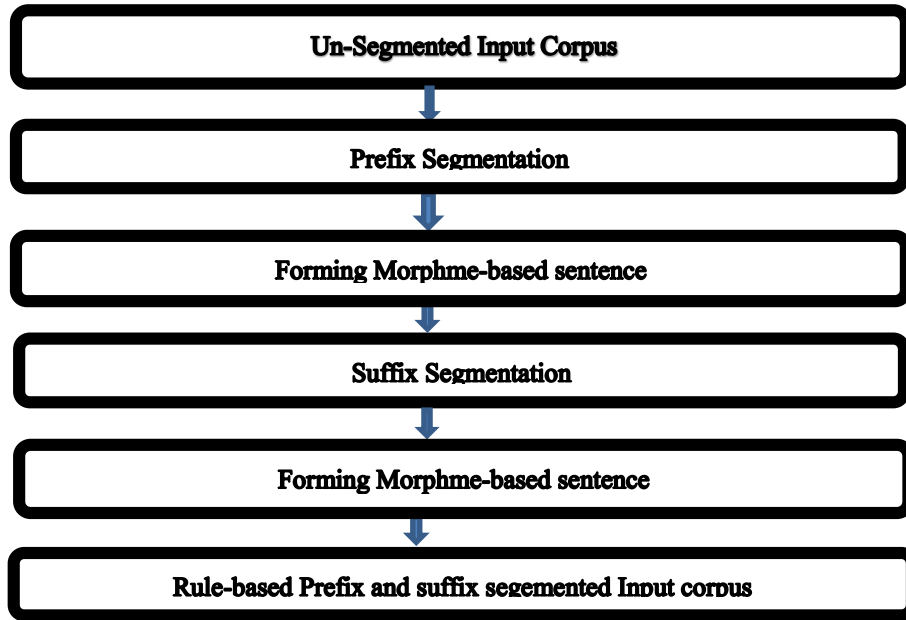 Un-Segmented Input Corpus
Prefix Segmentation
Forming Morphme-based sentence
Suffix Segmentation
Forming Morphme-based sentence
Rule-based Prefix and suffix segemented Input corpus